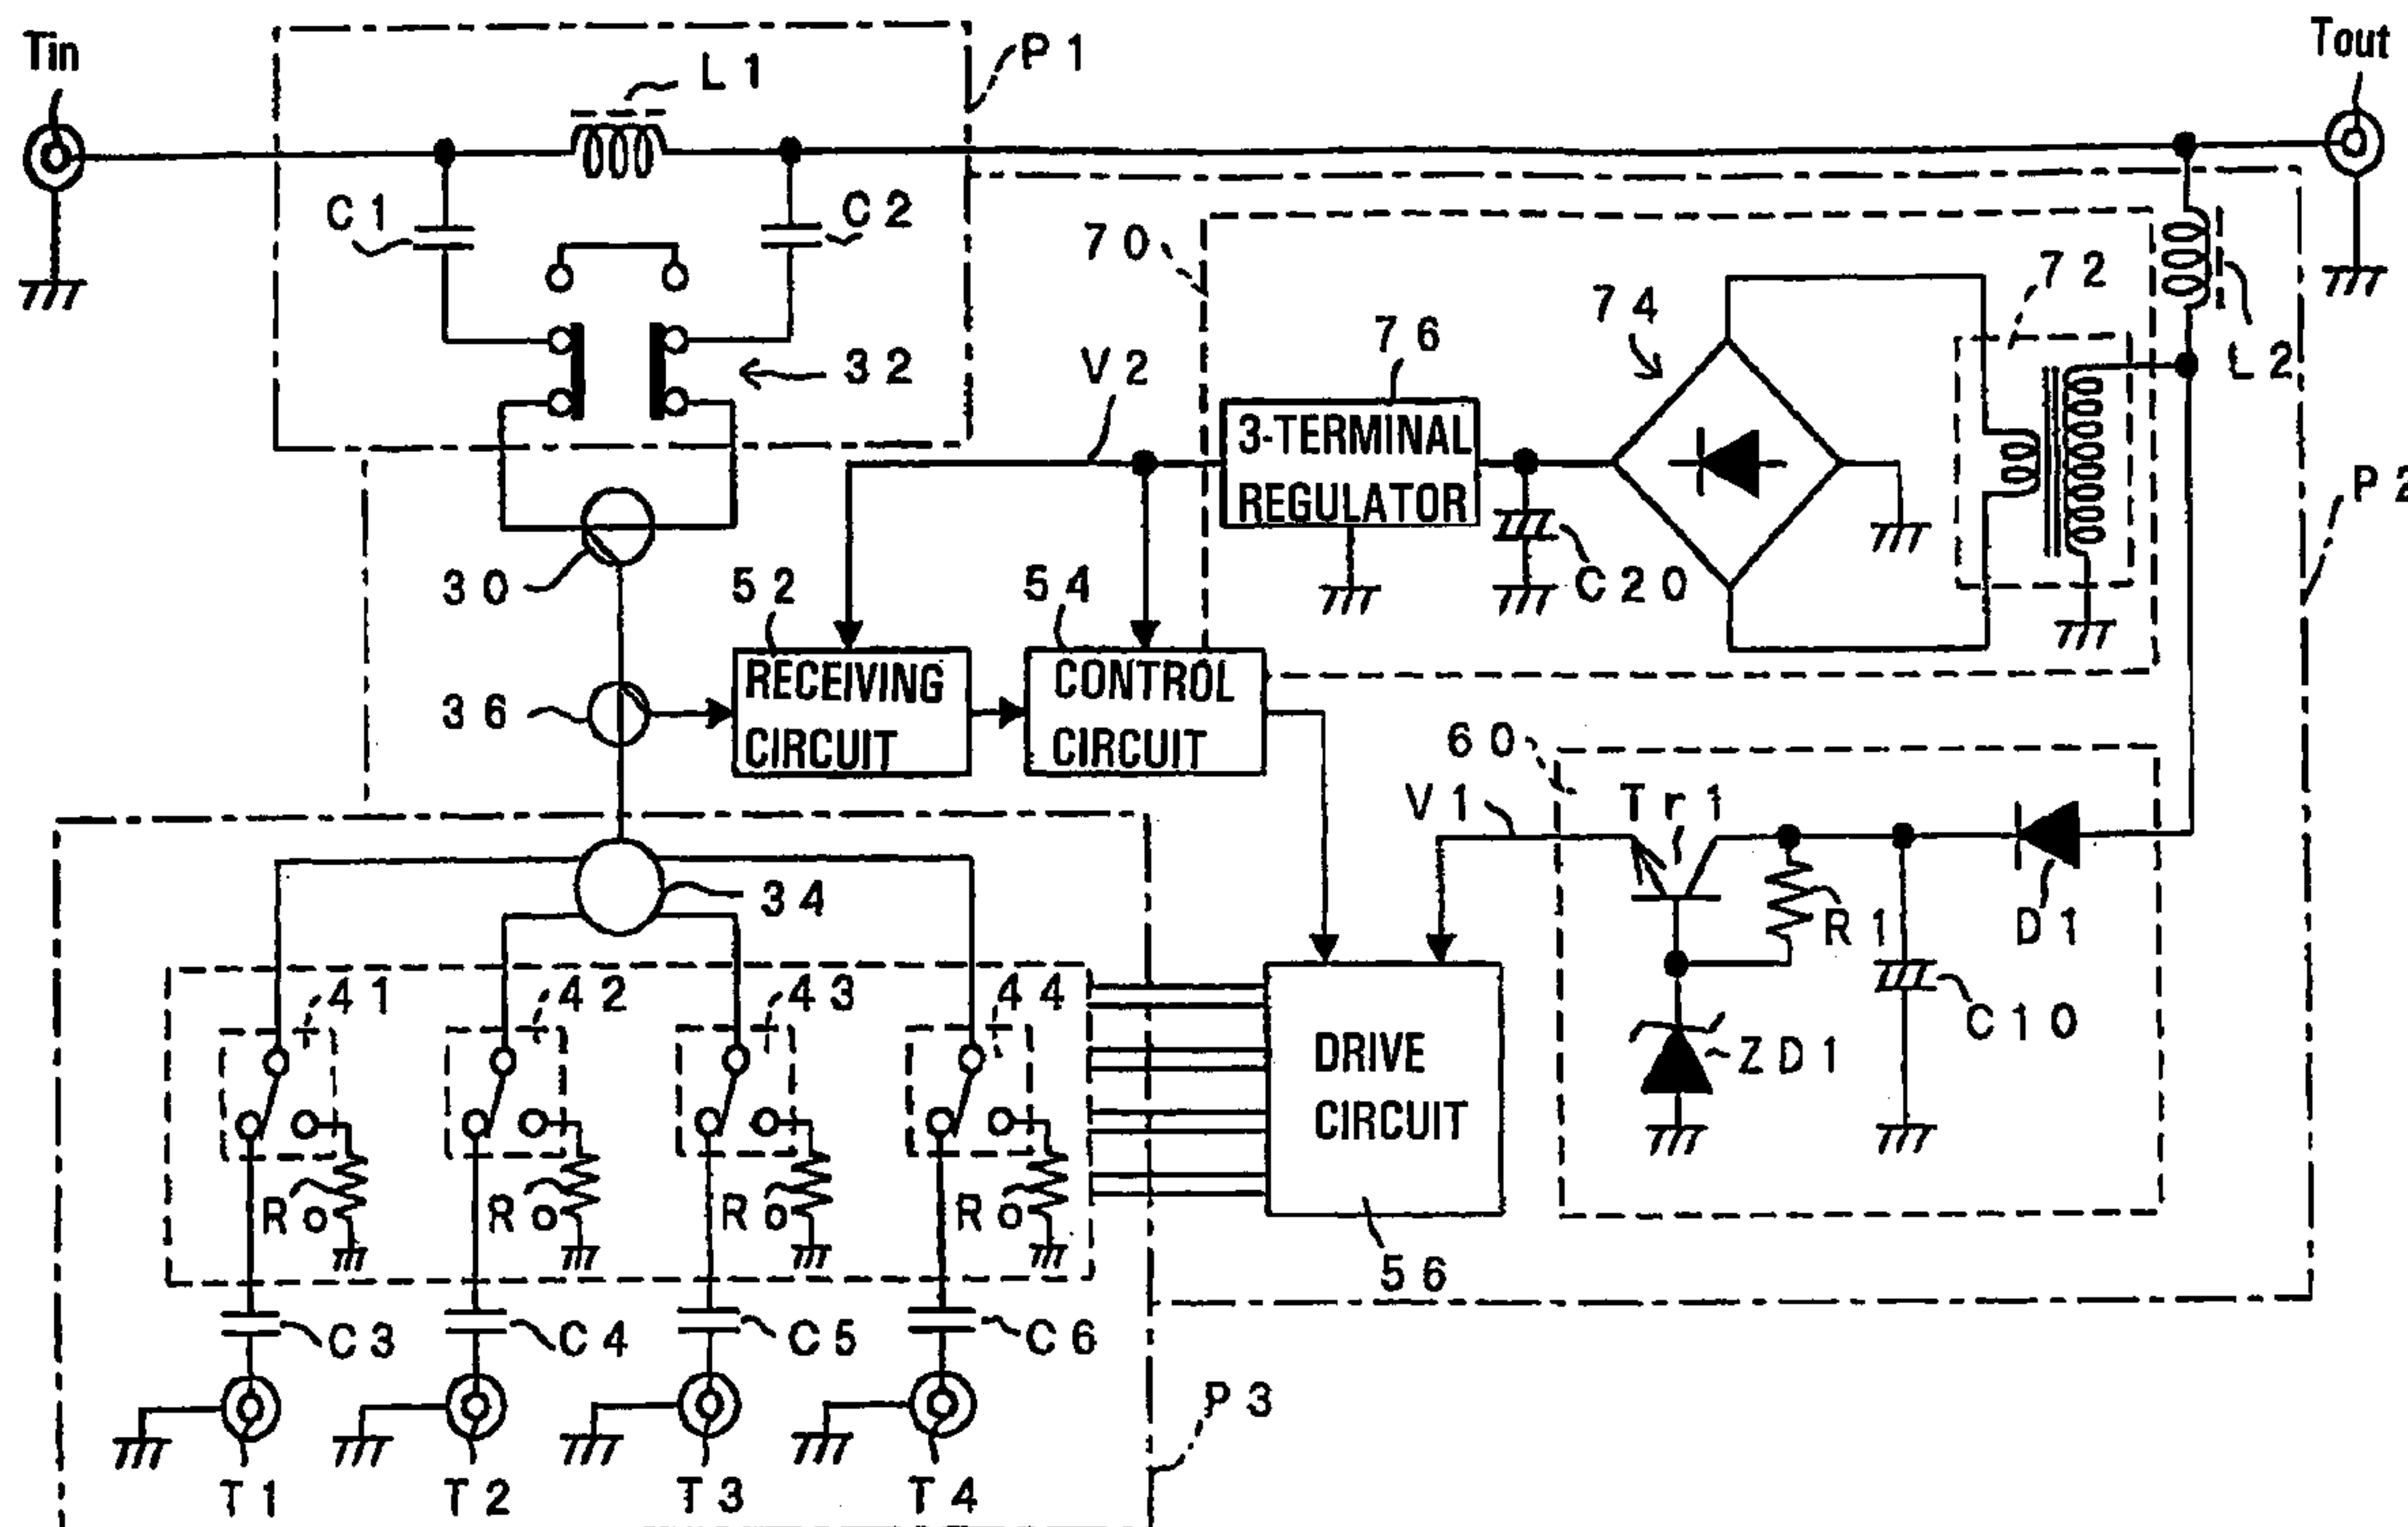 Tin
L1
P1
Tout
C1
C2
70
72
74
76
32
V2
L2
3-TERMINAL
REGULATOR
P2
30
52
54
C20
RECEIVING
CIRCUIT
CONTROL
CIRCUIT
36
60
V1
Tr1
34
R1
D1
41
42
43
44
C10
DRIVE
CIRCUIT
ZD1
Ro
Ro
Ro
Ro
56
C3
C4
C5
C6
P3
T1
T2
T3
T4